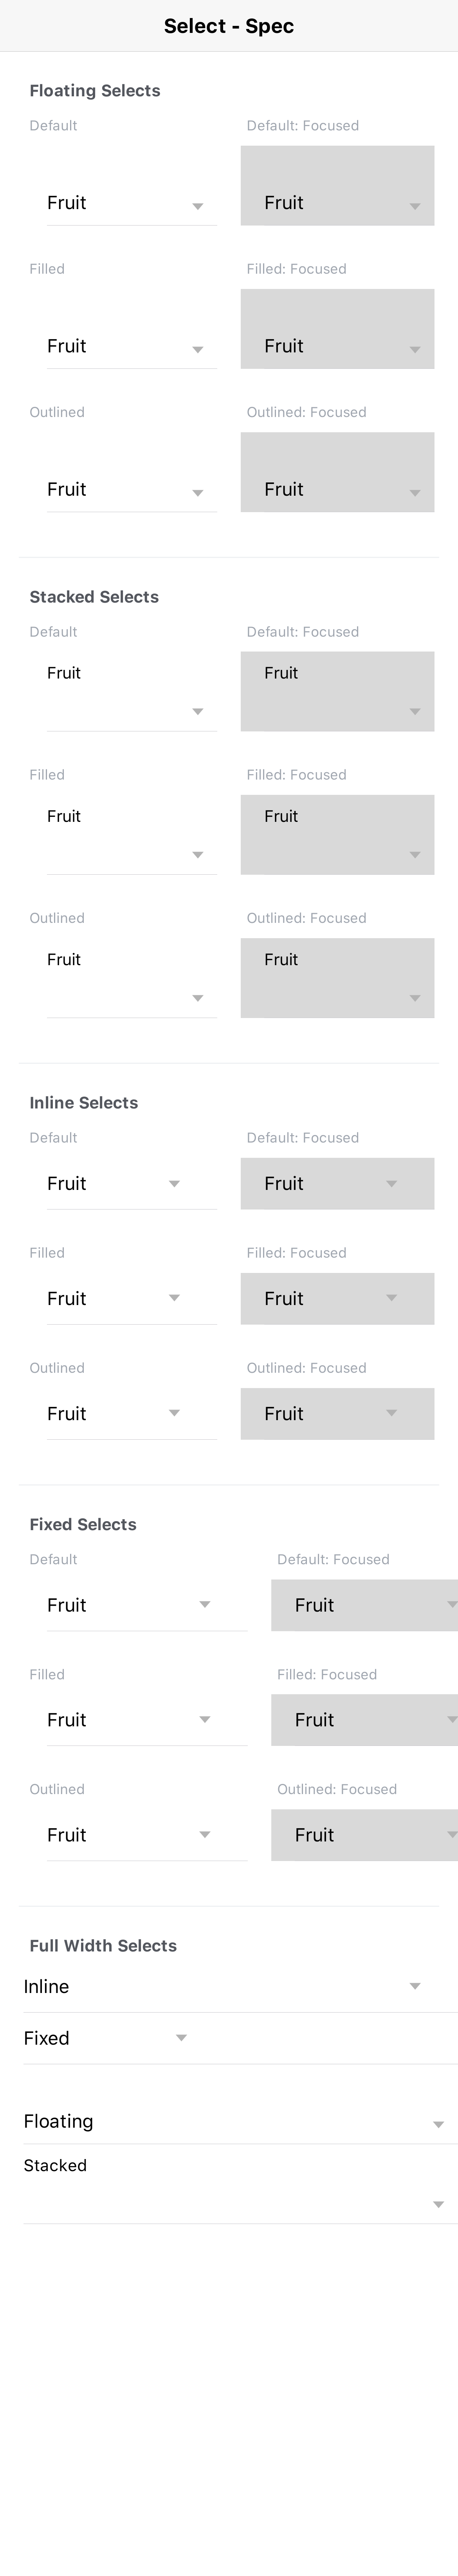 Select - Spec
Floating Selects
Default Default: Focused
Fruit Fruit
Filled Filled: Focused
Fruit Fruit
Outlined Outlined: Focused
Fruit Fruit
Stacked Selects
Default Default: Focused
Fruit Fruit
Filled Filled: Focused
Fruit Fruit
Outlined Outlined: Focused
Fruit Fruit
Inline Selects
Default Default: Focused
Fruit Fruit
Filled Filled: Focused
Fruit Fruit
Outlined Outlined: Focused
Fruit Fruit
Fixed Selects
Default Default: Focused
Fruit Fruit
Filled Filled: Focused
Fruit Fruit
Outlined Outlined: Focused
Fruit Fruit
Full Width Selects
Inline
Fixed
Floating
Stacked